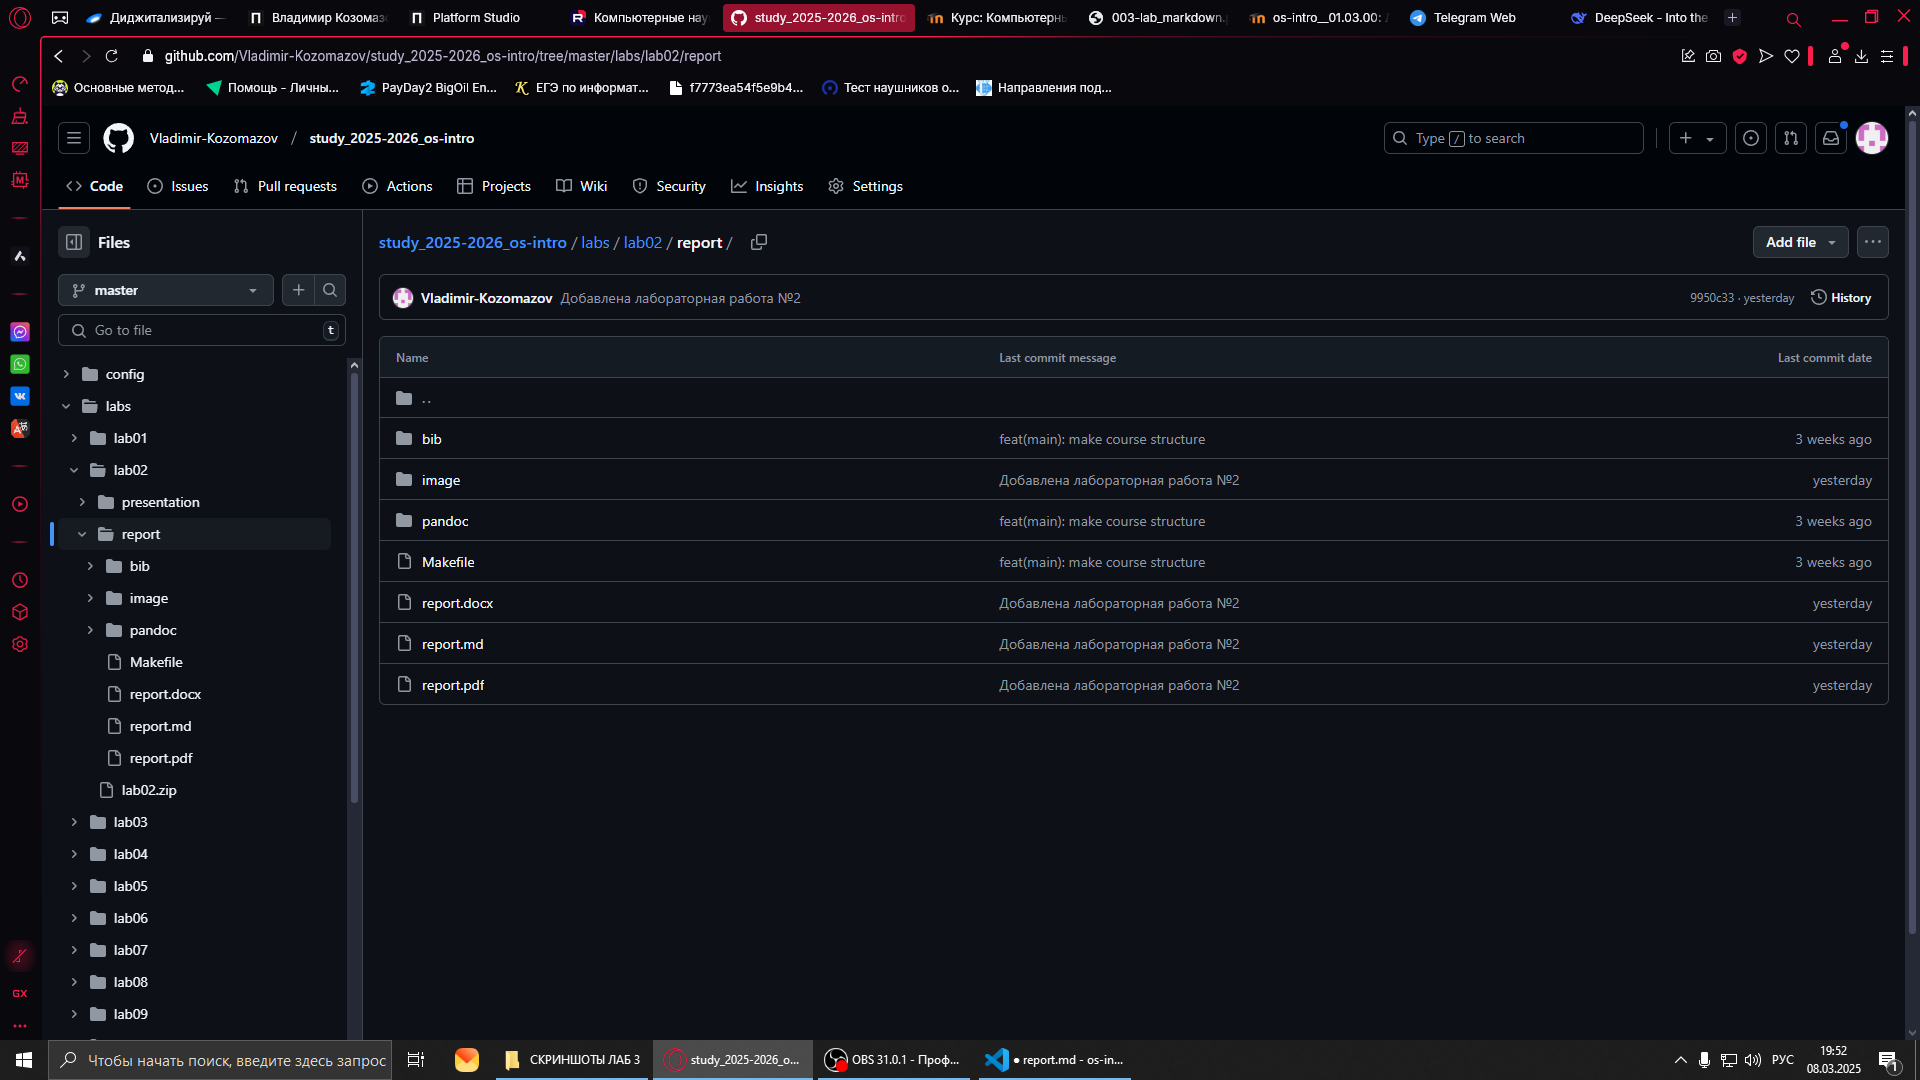 Диджитализируй —
Владимир Козомаз
Platform Studio
Компьютерные нау
study_2025-2026_os-intro
Курс: Компьютерн
003-lab_markdown.
os-intro__01.03.00:
Telegram Web
DeepSeek - Into the
github.com/Vladimir-Kozomazov/study_2025-2026_os-intro/tree/master/labs/lab02/report
Основные метод...
Помощь - Личны...
PayDay2 BigOil En...
ЕГЭ по информат...
f7773ea54f5e9b4...
Тест наушников о...
Направления под...
Vladimir-Kozomazov / study_2025-2026_os-intro
Type / to search
Code
Issues
Pull requests
Actions
Projects
Wiki
Security
Insights
Settings
Files
master
Go to file
t
config
labs
lab01
lab02
presentation
report
bib
image
pandoc
Makefile
report.docx
report.md
report.pdf
lab02.zip
lab03
lab04
lab05
lab06
lab07
lab08
lab09
study_2025-2026_os-intro / labs / lab02 / report /
Add file
Vladimir-Kozomazov Добавлена лабораторная работа №2
9950c33 · yesterday
History
Name Last commit message Last commit date
..
bib feat(main): make course structure 3 weeks ago
image Добавлена лабораторная работа №2 yesterday
pandoc feat(main): make course structure 3 weeks ago
Makefile feat(main): make course structure 3 weeks ago
report.docx Добавлена лабораторная работа №2 yesterday
report.md Добавлена лабораторная работа №2 yesterday
report.pdf Добавлена лабораторная работа №2 yesterday
GX
Чтобы начать поиск, введите здесь запрос
СКРИНШОТЫ ЛАБ 3
study_2025-2026_o...
OBS 31.0.1 - Проф...
● report.md - os-in...
РУС
19:52
08.03.2025
1